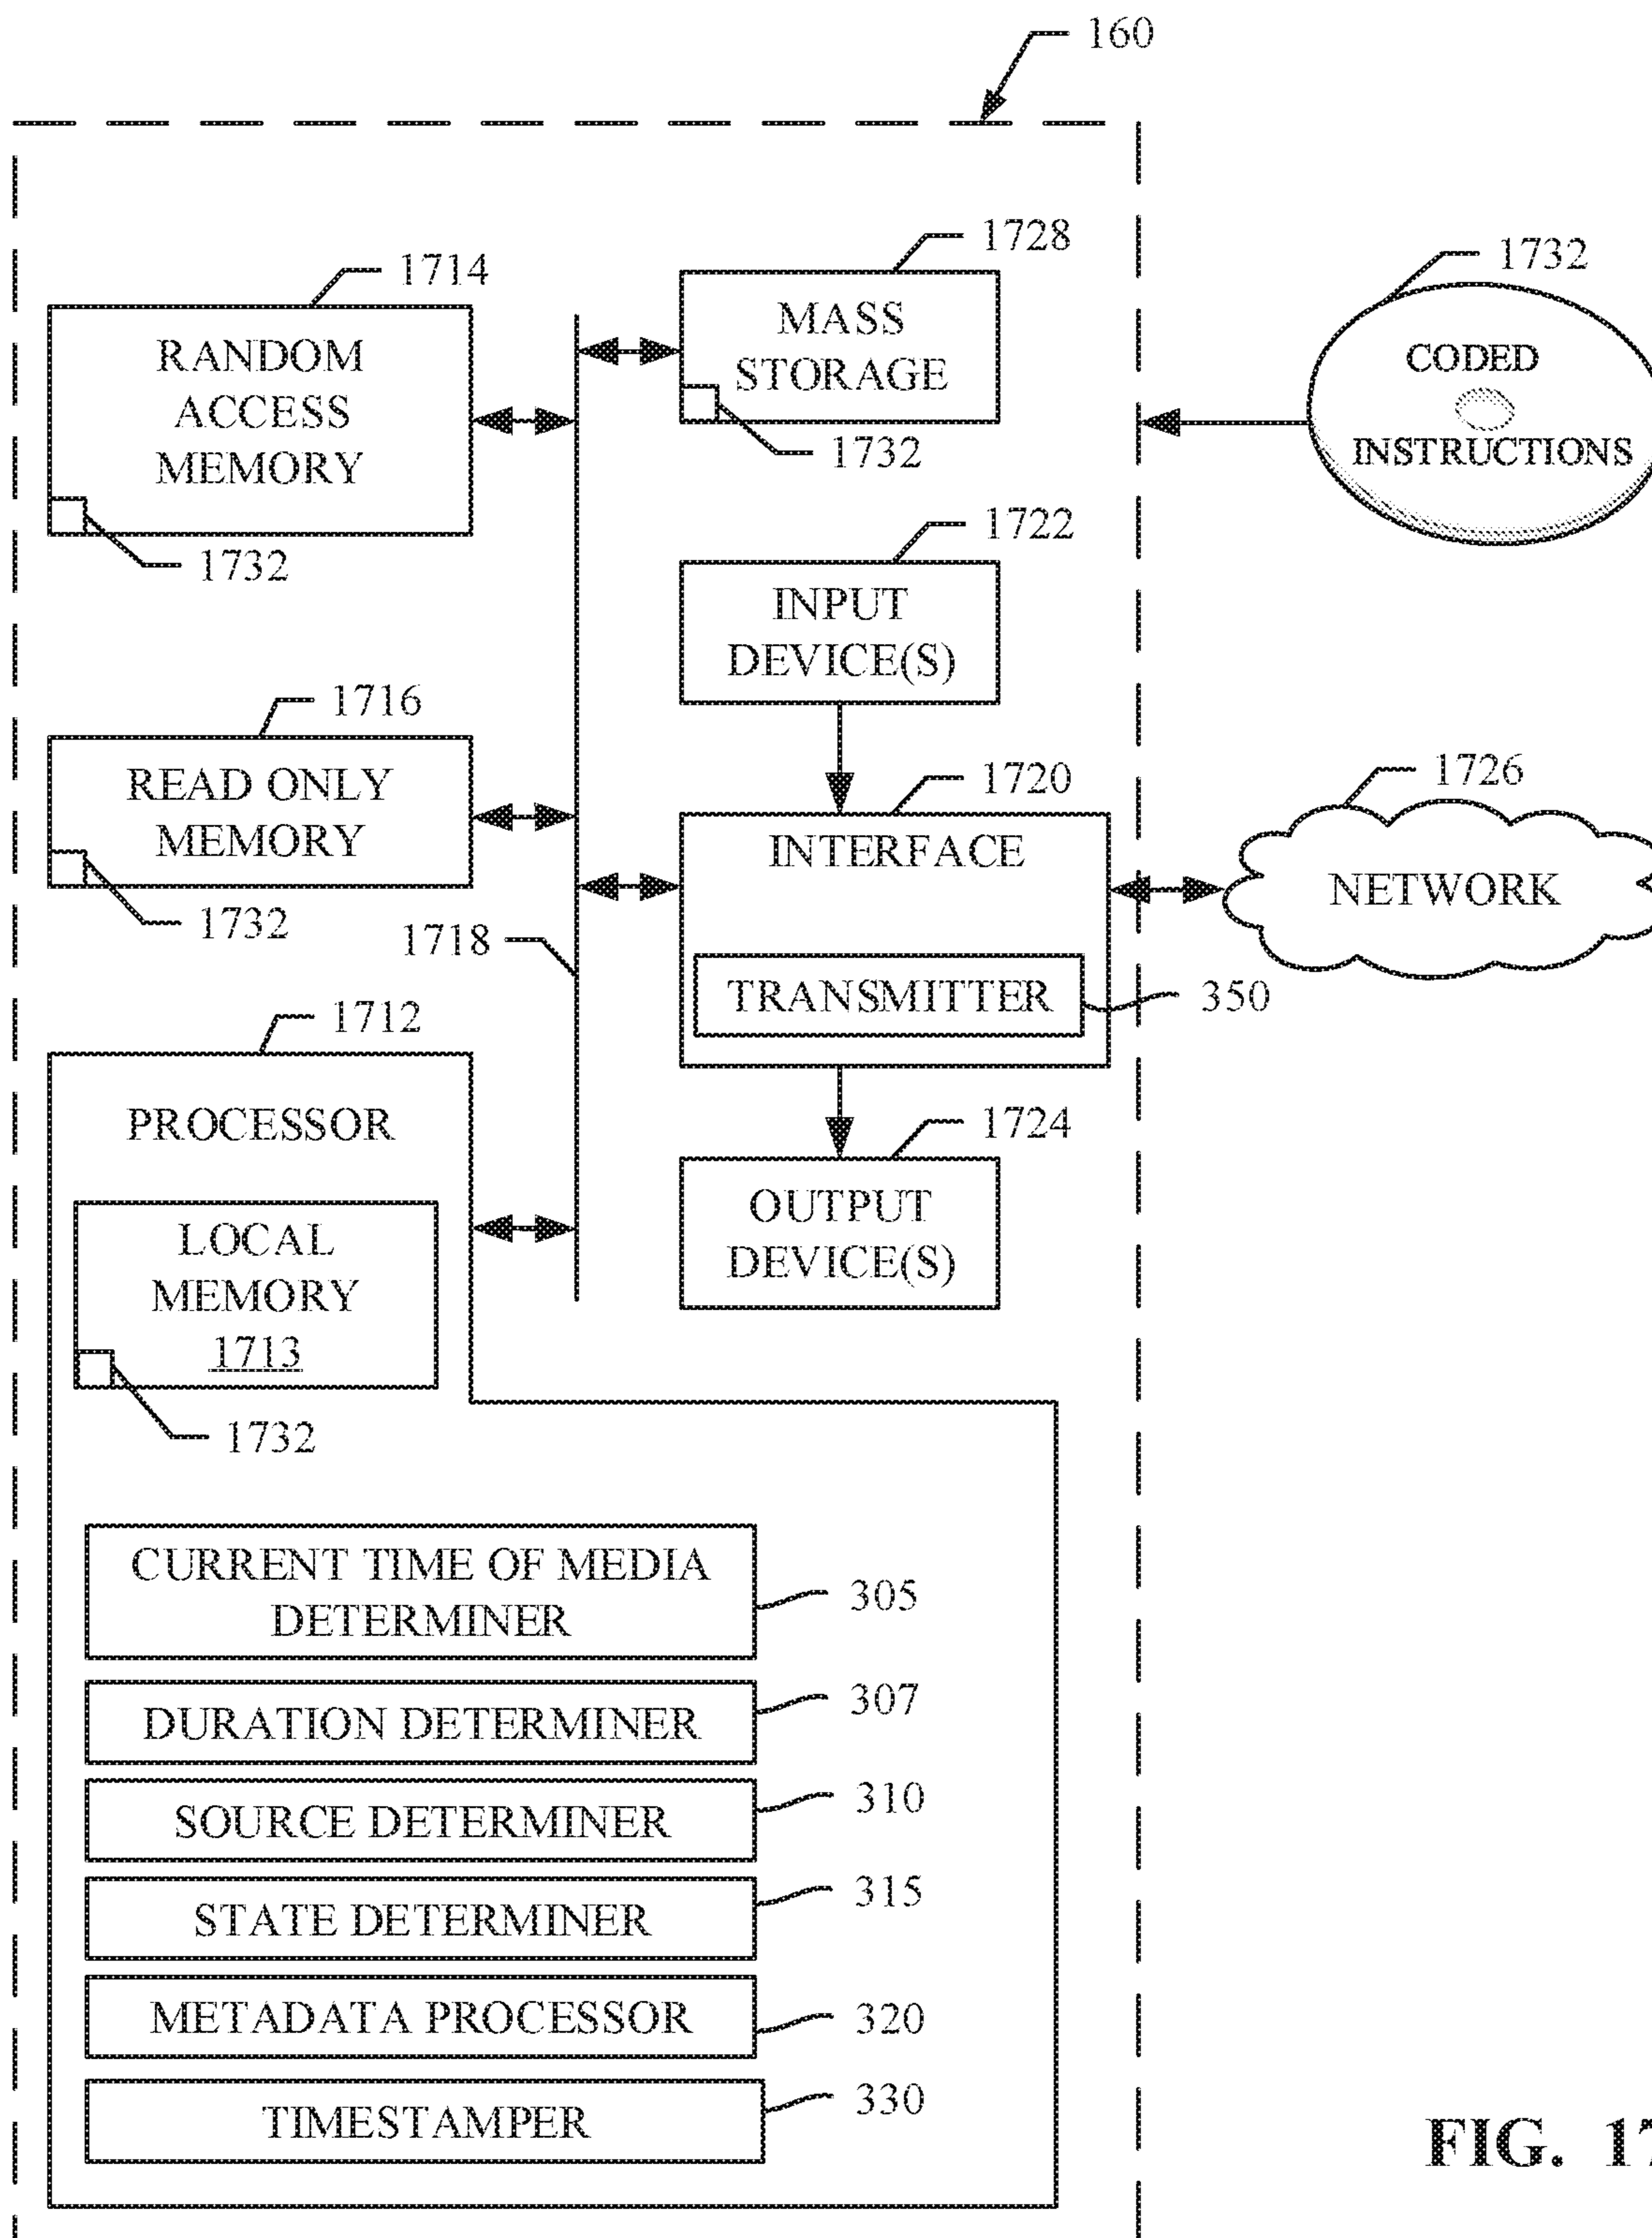 160
1714
RANDOM
ACCESS
MEMORY
1732
1728
MASS
STORAGE
1732
1732
CODED
INSTRUCTIONS
1722
INPUT
DEVICE(S)
1716
READ ONLY
MEMORY
1732
1718
1720
INTERFACE
TRANSMITTER
350
1726
NETWORK
1712
PROCESSOR
LOCAL
MEMORY
1713
1732
1724
OUTPUT
DEVICE(S)
CURRENT TIME OF MEDIA
DETERMINER
305
DURATION DETERMINER
307
SOURCE DETERMINER
310
STATE DETERMINER
315
METADATA PROCESSOR
320
TIMESTAMPER
330
FIG. 17